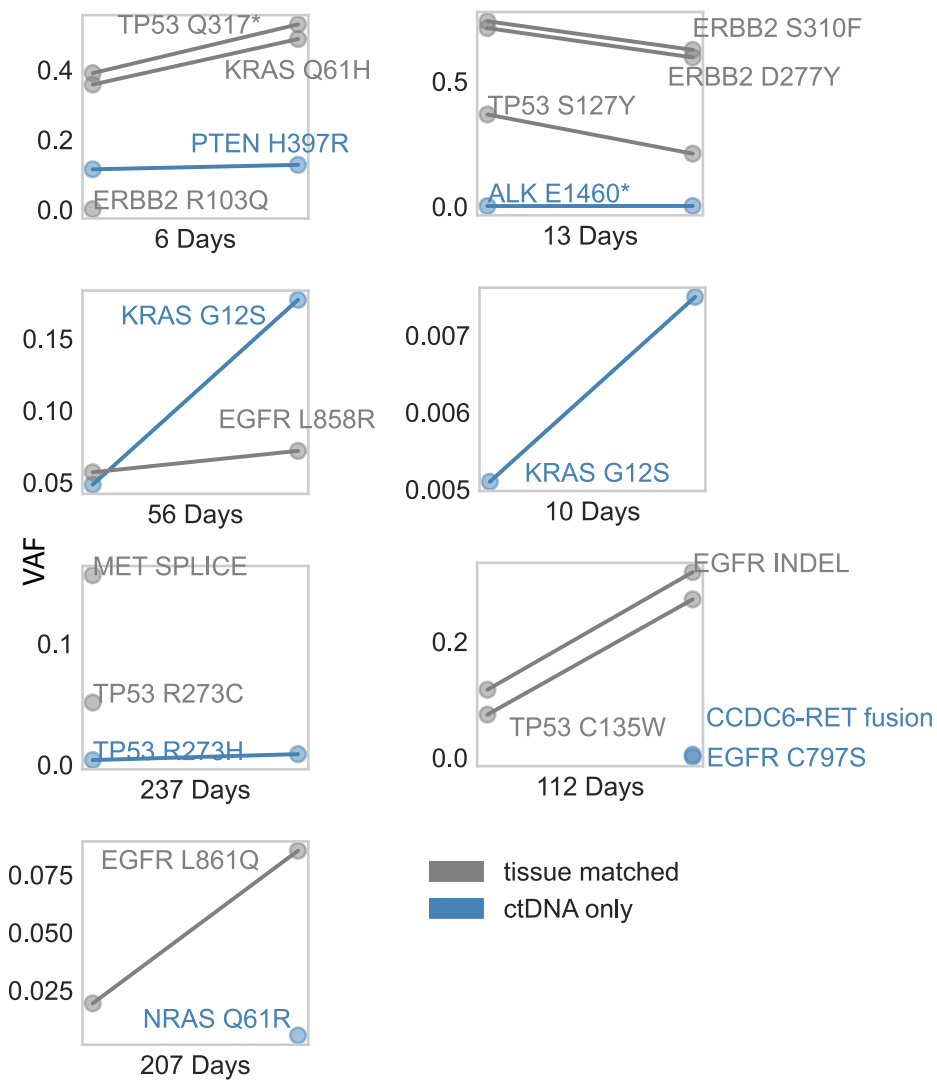 TP53 Q317*
0.4
KRAS Q61H
0.2
PTEN H397R
ERBB2 R103Q
0.0
6 Days
ERBB2 S310F
0.5
ERBB2 D277Y
TP53 S127Y
ALK E1460*
0.0
13 Days
KRAS G12S
0.15
0.10
EGFR L858R
0.05
56 Days
0.007
0.006
KRAS G12S
0.005
10 Days
VAF
MET SPLICE
0.1
TP53 R273C
TP53 R273H
0.0
237 Days
EGFR INDEL
0.2
TP53 C135W
CCDC6-RET fusion
0.0
EGFR C797S
112 Days
EGFR L861Q
0.075
0.050
0.025
NRAS Q61R
207 Days
tissue matched
ctDNA only